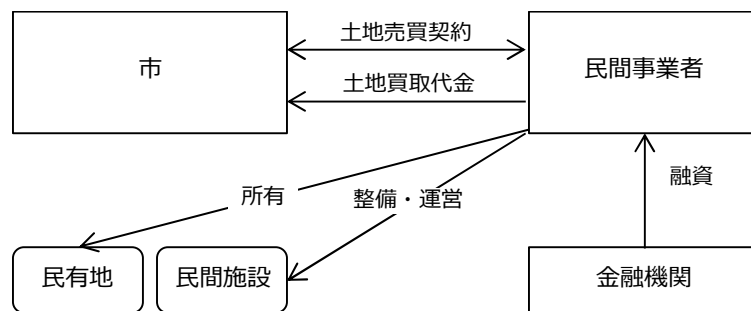 土地売買契約
市
民間事業者
土地買取代金
融資
所有
整備・運営
民有地
民間施設
金融機関